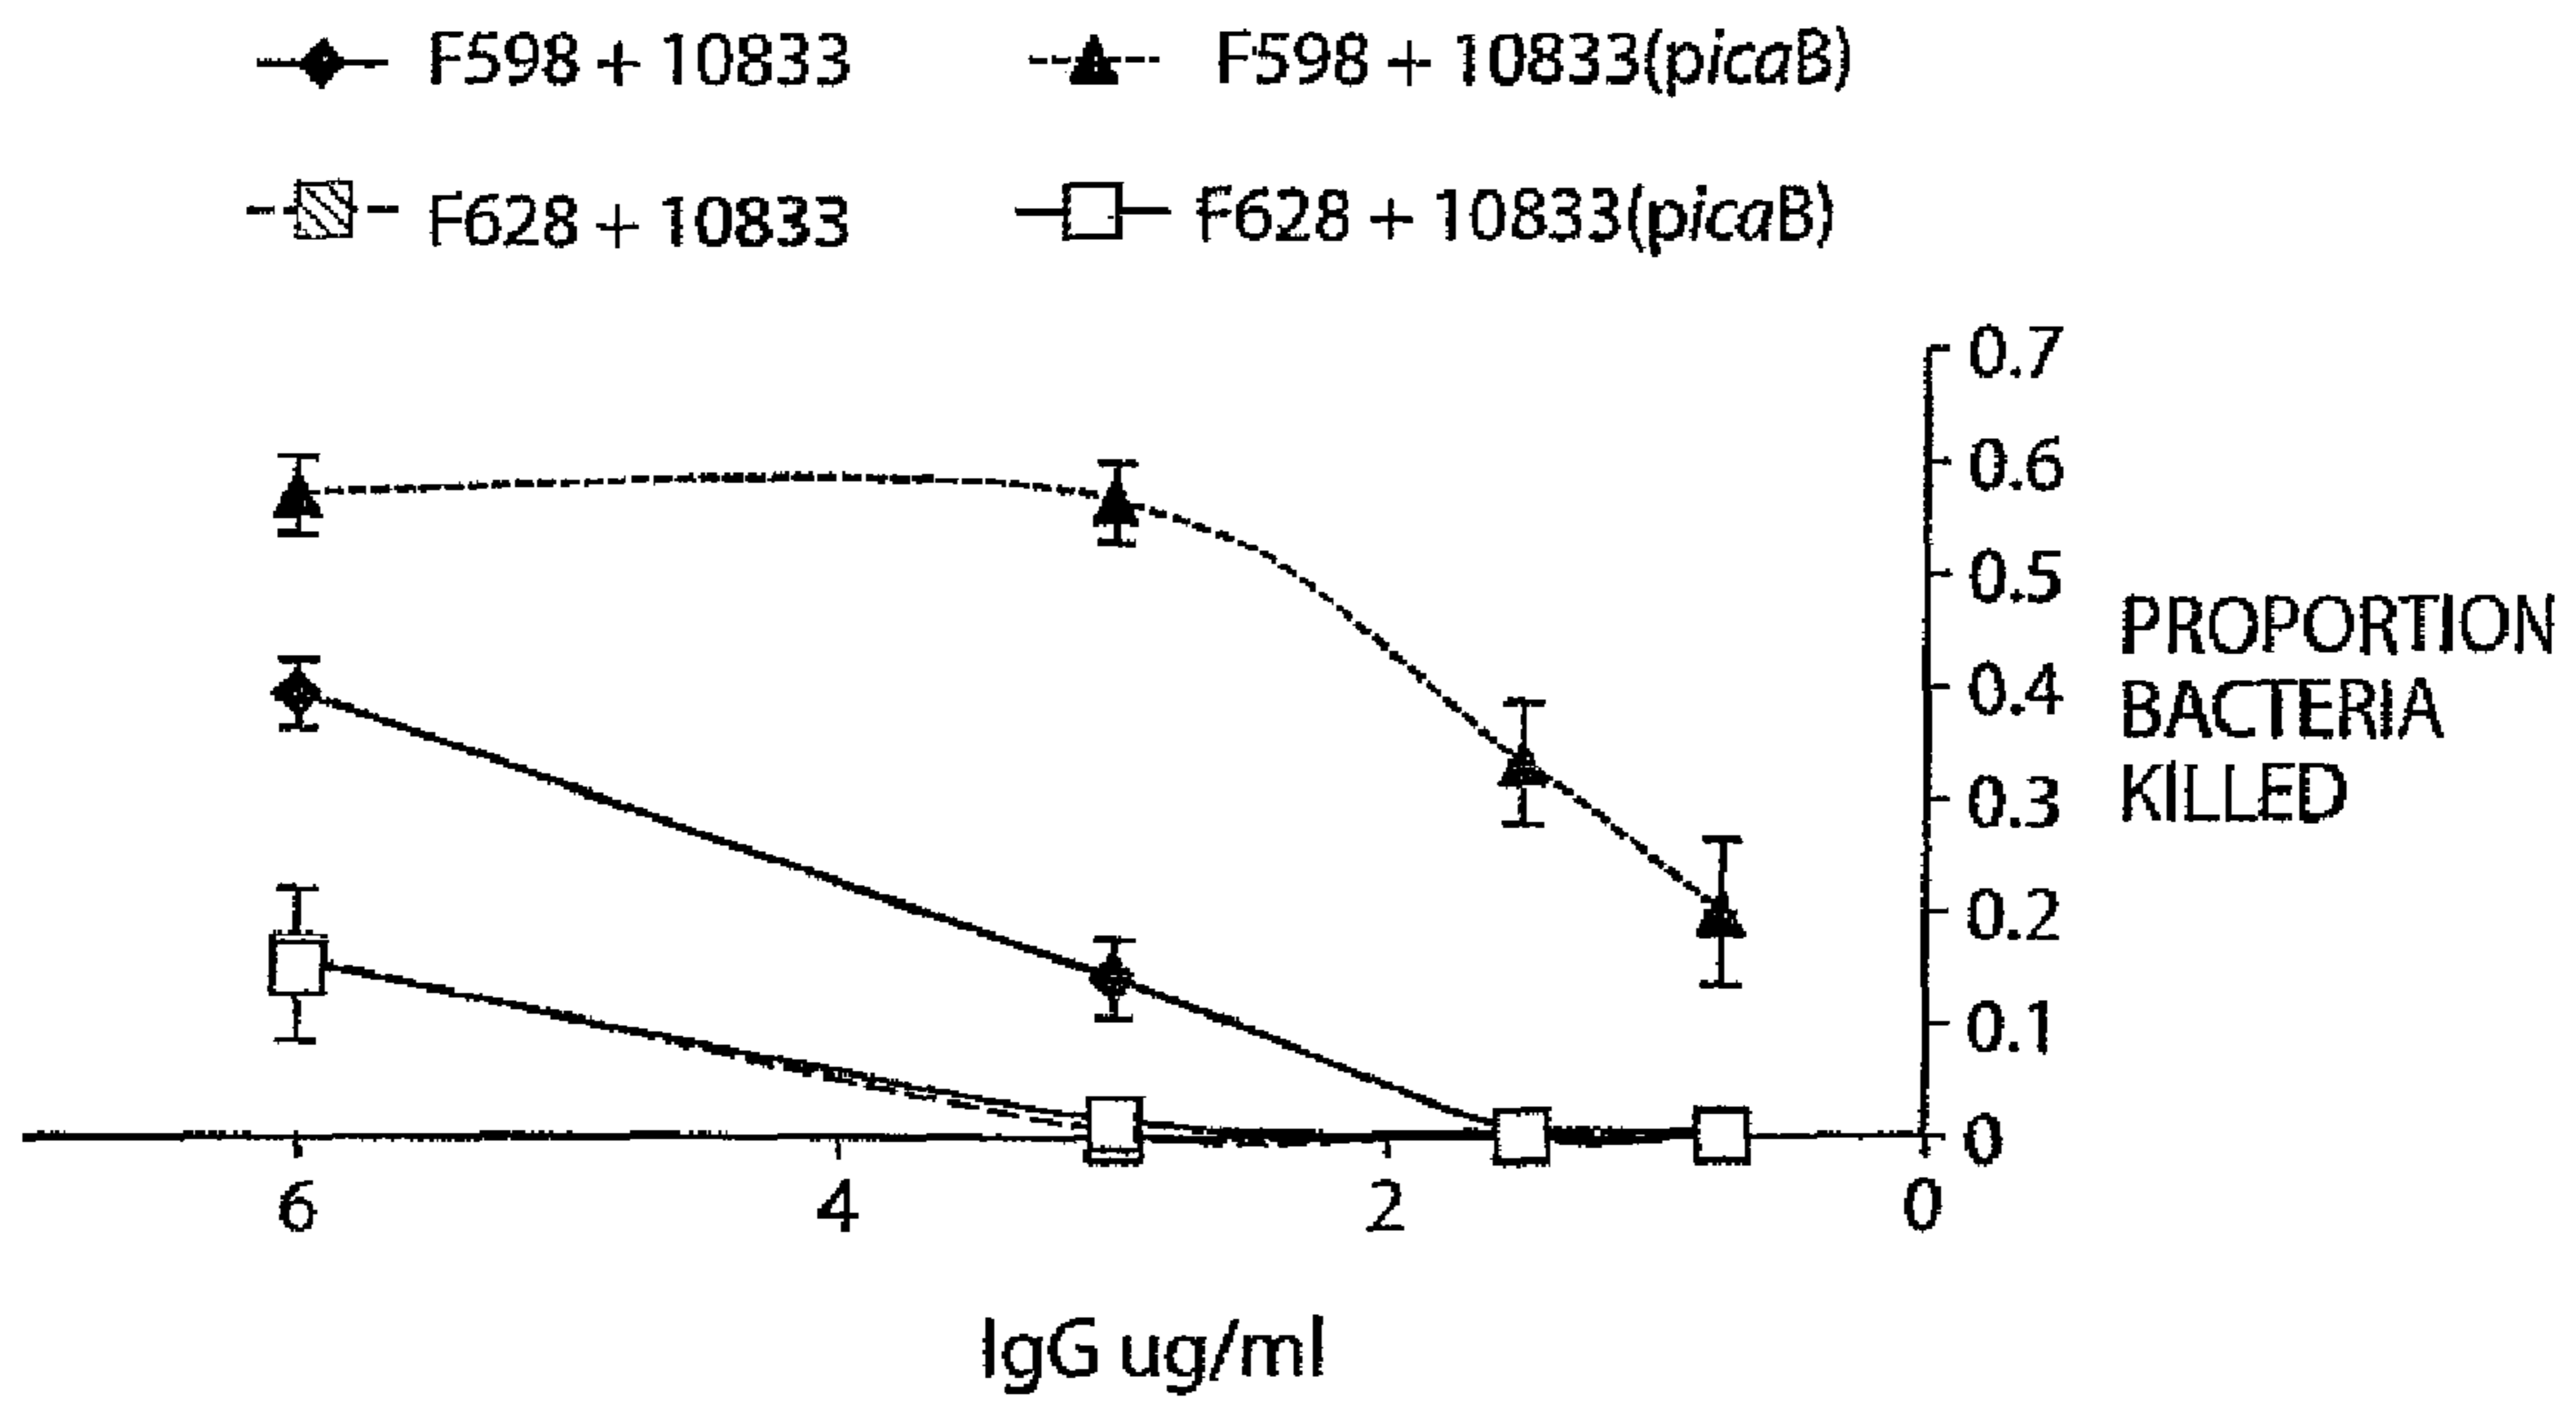 F598 + 10833
F598 + 10833(picaB)
F628 + 10833
F628 + 10833(picaB)
0.7
0.6
0.5
0.4
0.3
0.2
0.1
0
PROPORTION
BACTERIA
KILLED
6 4 2 0
IgG ug/ml